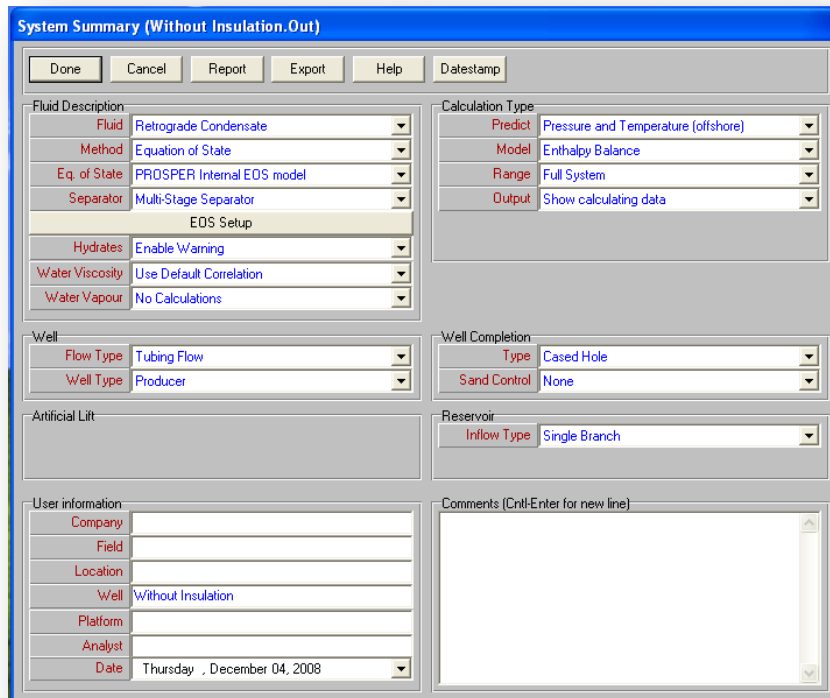 System Summary (Without Insulation.Out)
Done Cancel Report Export Help Datestamp
Fluid Description
Fluid Retrograde Condensate
Method Equation of State
Eq. of State PROSPER Internal EOS model
Separator Multi-Stage Separator
EOS Setup
Hydrates Enable Warning
Water Viscosity Use Default Correlation
Water Vapour No Calculations
Calculation Type
Predict Pressure and Temperature (offshore)
Model Enthalpy Balance
Range Full System
Output Show calculating data
Well
Flow Type Tubing Flow
Well Type Producer
Well Completion
Type Cased Hole
Sand Control None
Artificial Lift
Reservoir
Inflow Type Single Branch
User information
Company
Field
Location
Well Without Insulation
Platform
Analyst
Date Thursday , December 04, 2008
Comments (Cntl-Enter for new line)